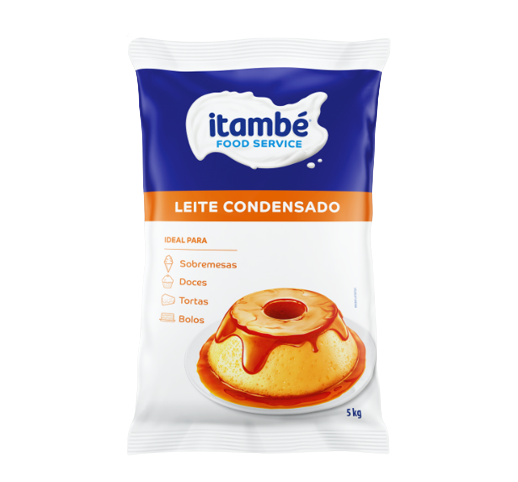 itambé
FOOD SERVICE
LEITE CONDENSADO
IDEAL PARA
Sobremesas
Doces
Tortas
Bolos
5 kg